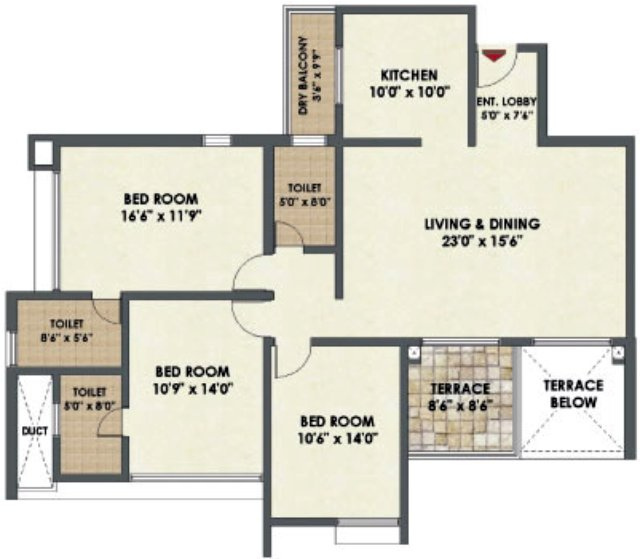 DRY BALCONY
3'6" x 9'9"
KITCHEN
10'0" x 10'0"
ENT. LOBBY
5'0" x 7'6"
BED ROOM
16'6" x 11'9"
TOILET
5'0" x 8'0"
LIVING & DINING
23'0" x 15'6"
TOILET
8'6" x 5'6"
BED ROOM
10'9" x 14'0"
TOILET
5'0" x 8'0"
DUCT
BED ROOM
10'6" x 14'0"
TERRACE
8'6" x 8'6"
TERRACE
BELOW